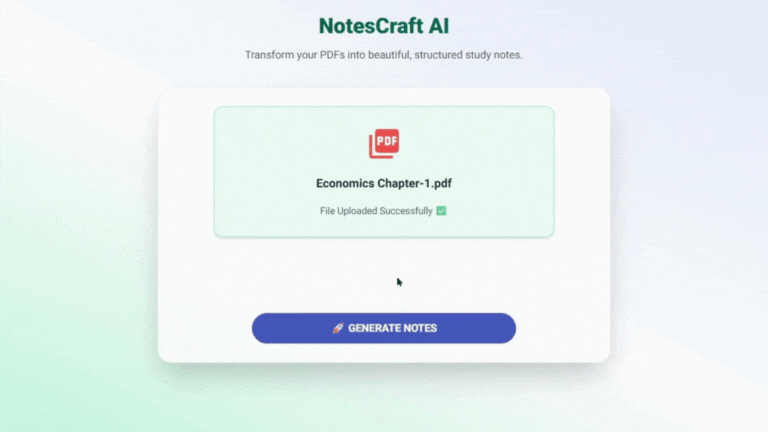 NotesCraft AI
Transform your PDFs into beautiful, structured study notes.
PDF
Economics Chapter-1.pdf
File Uploaded Successfully ✅
🚀 GENERATE NOTES